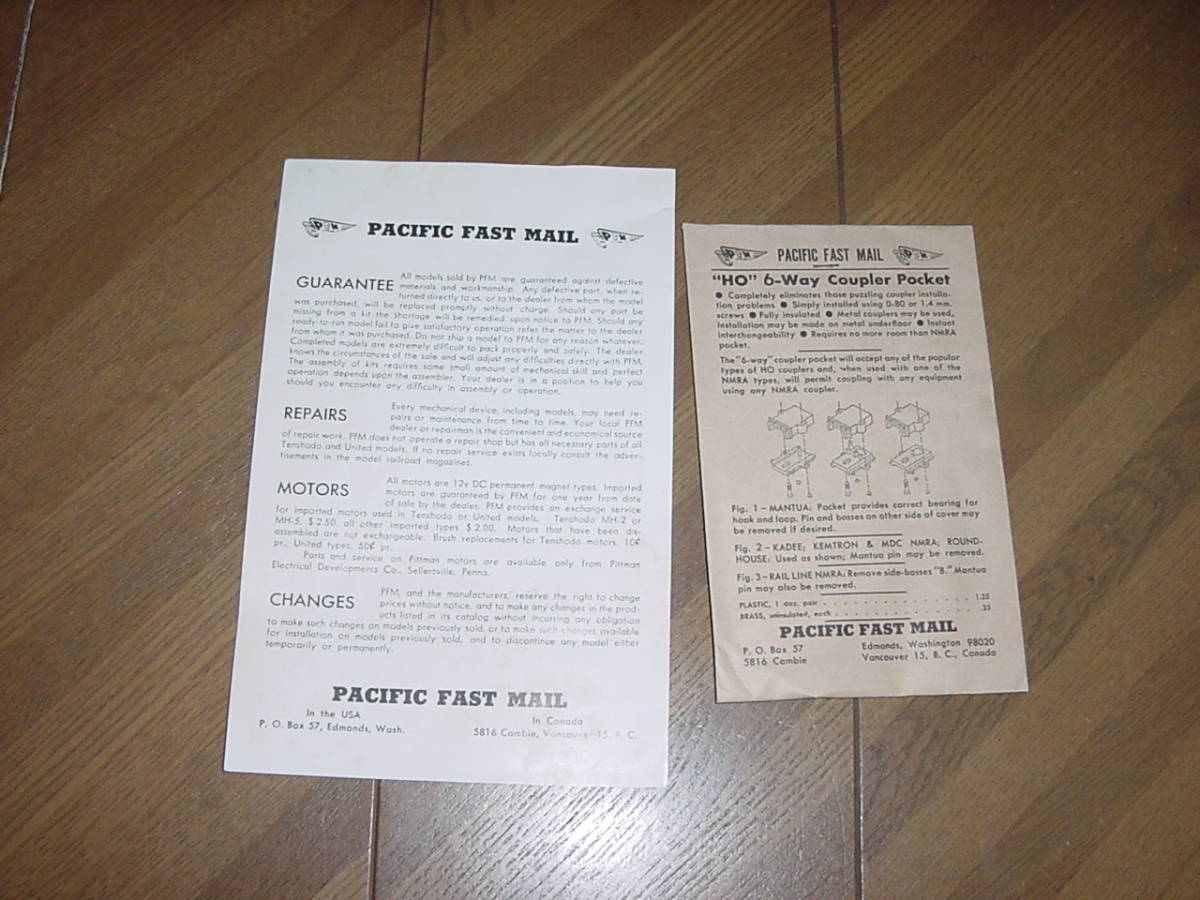 PACIFIC FAST MAIL
GUARANTEE All models sold by PFM are guaranteed against defective
materials and workmanship. Any defective part, when re-
turned directly to us, or to the dealer from whom the model
was purchased, will be replaced promptly without charge. Should any part be
missing from a kit the shortage will be remedied upon notice to PFM. Should any
ready-to-run model fail to give satisfactory operation refer the matter to the dealer
from whom it was purchased. Do not ship a model to PFM for any reason whatever.
Completed models are extremely difficult to pack properly and safely. The dealer
knows the circumstances of the sale and will adjust any difficulties directly with PFM.
The assembly of kits requires some small amount of mechanical skill and perfect
operation depends upon the assembler. Your dealer is in a position to help you
should you encounter any difficulty in assembly or operation.
REPAIRS Every mechanical device, including models, may need re-
pairs or maintenance from time to time. Your local PFM
dealer or repairman is the convenient and economical source
of repair work. PFM does not operate a repair shop but has all necessary parts of all
Tenshodo and United models. If no repair service exists locally consult the adver-
tisements in the model railroad magazines.
MOTORS All motors are 12v DC permanent magnet types. Imported
motors are guaranteed by PFM for one year from date
of sale by the dealer. PFM provides an exchange service
for imported motors used in Tenshodo or United models. Tenshodo MH-2 or
MH-5, $2.50, all other imported types $2.00. Motors that have been dis-
assembled are not exchangeable. Brush replacements for Tenshodo motors, 10¢
pr., United types, 50¢ pr.
Parts and service on Pittman motors are available only from Pittman
Electrical Developments Co., Sellersville, Penna.
CHANGES PFM, and the manufacturers, reserve the right to change
prices without notice, and to make any changes in the prod-
ucts listed in its catalog without incurring any obligation
to make such changes on models previously sold, or to make such changes available
for installation on models previously sold, and to discontinue any model either
temporarily or permanently.
PACIFIC FAST MAIL
In the USA
P. O. Box 57, Edmonds, Wash.
In Canada
5816 Cambie, Vancouver 15, B. C.
PFM PACIFIC FAST MAIL PFM
"HO" 6-Way Coupler Pocket
● Completely eliminates those puzzling coupler installa-
tion problems ● Simply installed using 0-80 or 1.4 mm.
screws ● Fully insulated ● Metal couplers may be used,
Installation may be made on metal underfloor ● Instant
interchangeability ● Requires no more room than NMRA
pocket.
The "6-way" coupler pocket will accept any of the popular
types of HO couplers and, when used with one of the
NMRA types, will permit coupling with any equipment
using any NMRA coupler.
Fig. 1 – MANTUA: Pocket provides correct bearing for
hook and loop. Pin and bosses on other side of cover may
be removed if desired.
Fig. 2 – KADEE; KEMTRON & MDC NMRA; ROUND-
HOUSE: Used as shown; Mantua pin may be removed.
Fig. 3 – RAIL LINE NMRA: Remove side-bosses "B." Mantua
pin may also be removed.
PLASTIC, 1 doz. pair . . . . . . . . . . . . . 1.25
BRASS, uninsulated, each . . . . . . . . . . . .35
PACIFIC FAST MAIL
P. O. Box 57
5816 Cambie
Edmonds, Washington 98020
Vancouver 15, B. C., Canada